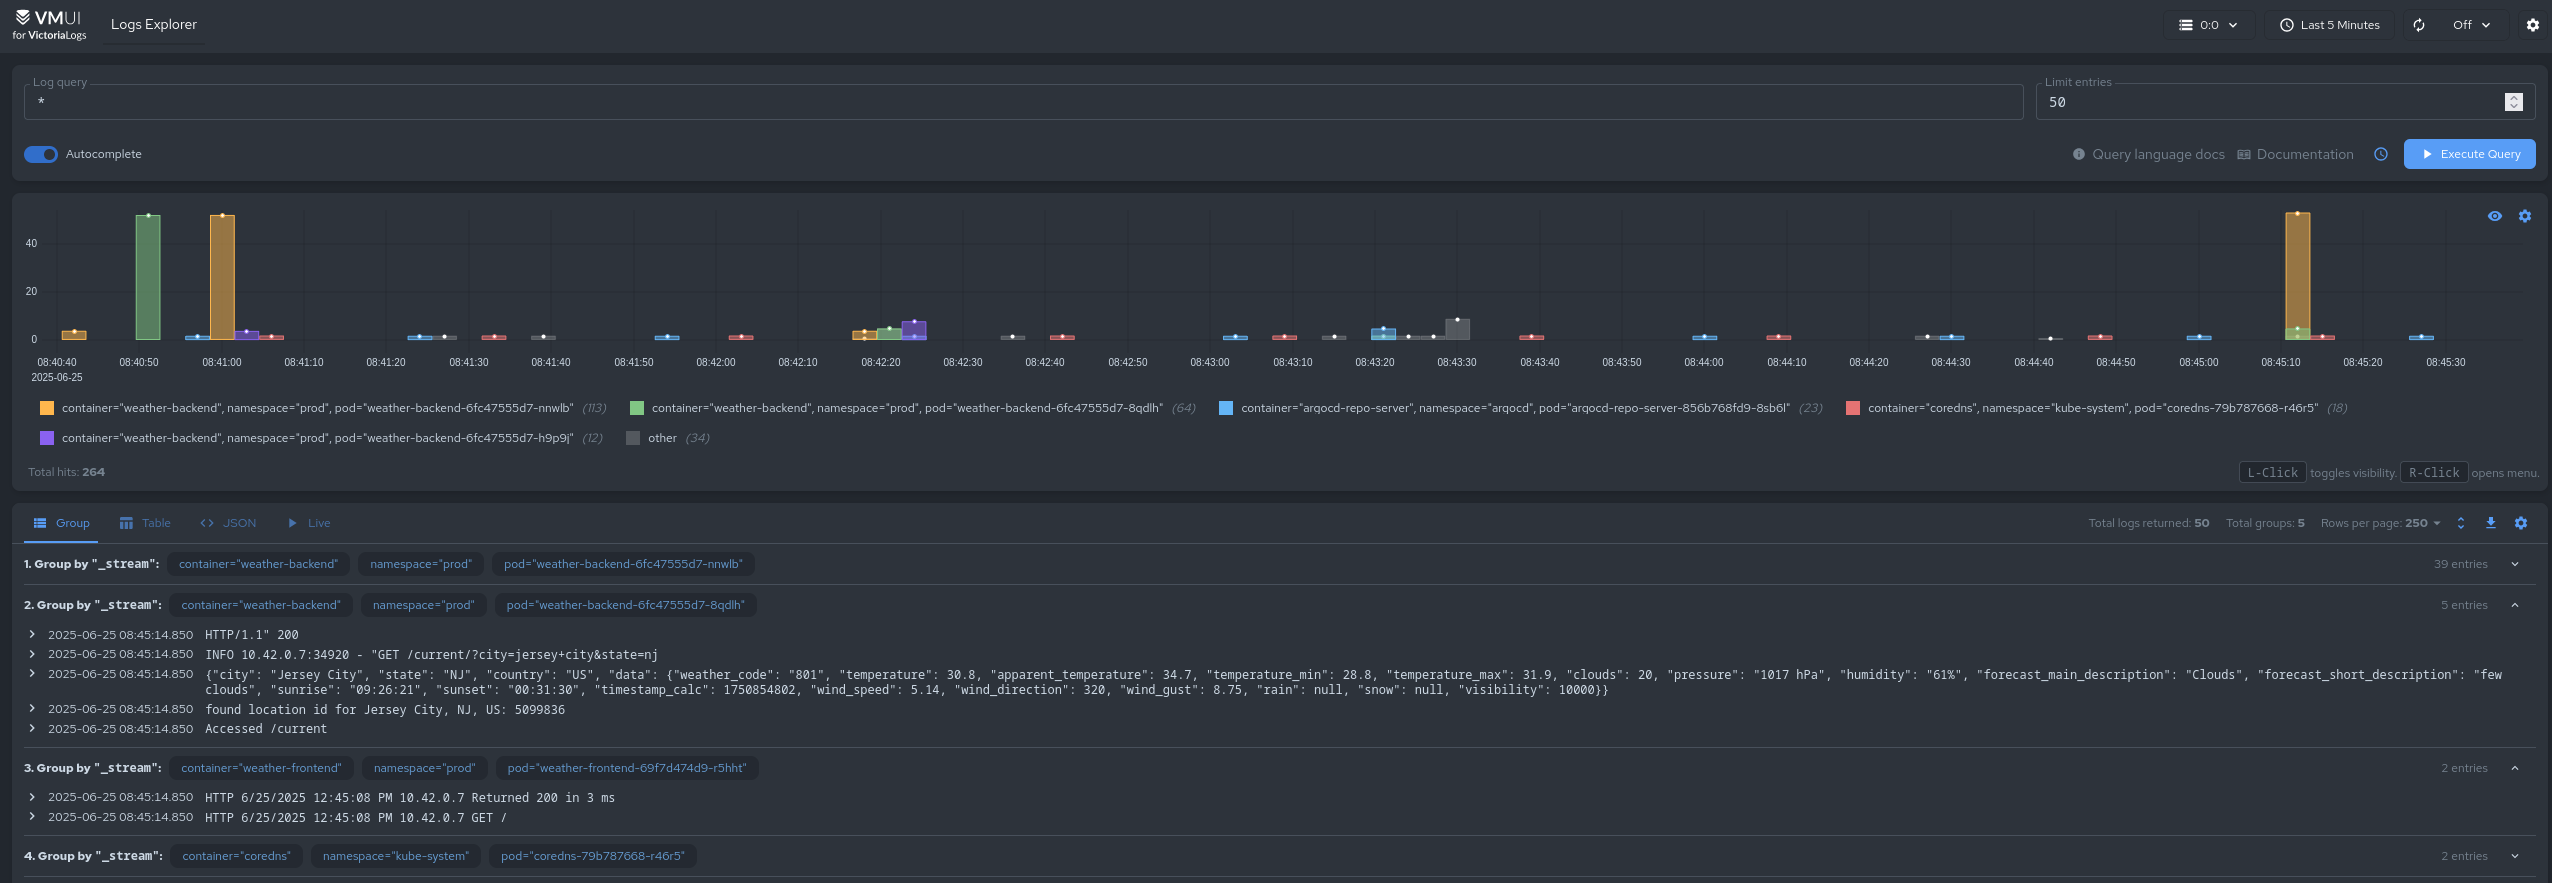 VMUI
for VictoriaLogs
Logs Explorer
0:0
Last 5 Minutes
Off
Log query
*
Limit entries
50
Autocomplete
Query language docs
Documentation
Execute Query
40
20
0
08:40:40 08:40:50 08:41:00 08:41:10 08:41:20 08:41:30 08:41:40 08:41:50 08:42:00 08:42:10 08:42:20 08:42:30 08:42:40 08:42:50 08:43:00 08:43:10 08:43:20 08:43:30 08:43:40 08:43:50 08:44:00 08:44:10 08:44:20 08:44:30 08:44:40 08:44:50 08:45:00 08:45:10 08:45:20 08:45:30
2025-06-25
container="weather-backend", namespace="prod", pod="weather-backend-6fc47555d7-nnwlb" (113)
container="weather-backend", namespace="prod", pod="weather-backend-6fc47555d7-8qdlh" (64)
container="argocd-repo-server", namespace="argocd", pod="argocd-repo-server-856b768fd9-8sb6l" (23)
container="coredns", namespace="kube-system", pod="coredns-79b787668-r46r5" (18)
container="weather-backend", namespace="prod", pod="weather-backend-6fc47555d7-h9p9j" (12)
other (34)
Total hits: 264
L-Click toggles visibility. R-Click opens menu.
Group Table JSON Live
Total logs returned: 50 Total groups: 5 Rows per page: 250
1. Group by "_stream": container="weather-backend" namespace="prod" pod="weather-backend-6fc47555d7-nnwlb" 39 entries
2. Group by "_stream": container="weather-backend" namespace="prod" pod="weather-backend-6fc47555d7-8qdlh" 5 entries
2025-06-25 08:45:14.850 HTTP/1.1" 200
2025-06-25 08:45:14.850 INFO 10.42.0.7:34920 - "GET /current/?city=jersey+city&state=nj
2025-06-25 08:45:14.850 {"city": "Jersey City", "state": "NJ", "country": "US", "data": {"weather_code": "801", "temperature": 30.8, "apparent_temperature": 34.7, "temperature_min": 28.8, "temperature_max": 31.9, "clouds": 20, "pressure": "1017 hPa", "humidity": "61%", "forecast_main_description": "Clouds", "forecast_short_description": "few
clouds", "sunrise": "09:26:21", "sunset": "00:31:30", "timestamp_calc": 1750854802, "wind_speed": 5.14, "wind_direction": 320, "wind_gust": 8.75, "rain": null, "snow": null, "visibility": 10000}}
2025-06-25 08:45:14.850 found location id for Jersey City, NJ, US: 5099836
2025-06-25 08:45:14.850 Accessed /current
3. Group by "_stream": container="weather-frontend" namespace="prod" pod="weather-frontend-69f7d474d9-r5hht" 2 entries
2025-06-25 08:45:14.850 HTTP 6/25/2025 12:45:08 PM 10.42.0.7 Returned 200 in 3 ms
2025-06-25 08:45:14.850 HTTP 6/25/2025 12:45:08 PM 10.42.0.7 GET /
4. Group by "_stream": container="coredns" namespace="kube-system" pod="coredns-79b787668-r46r5" 2 entries